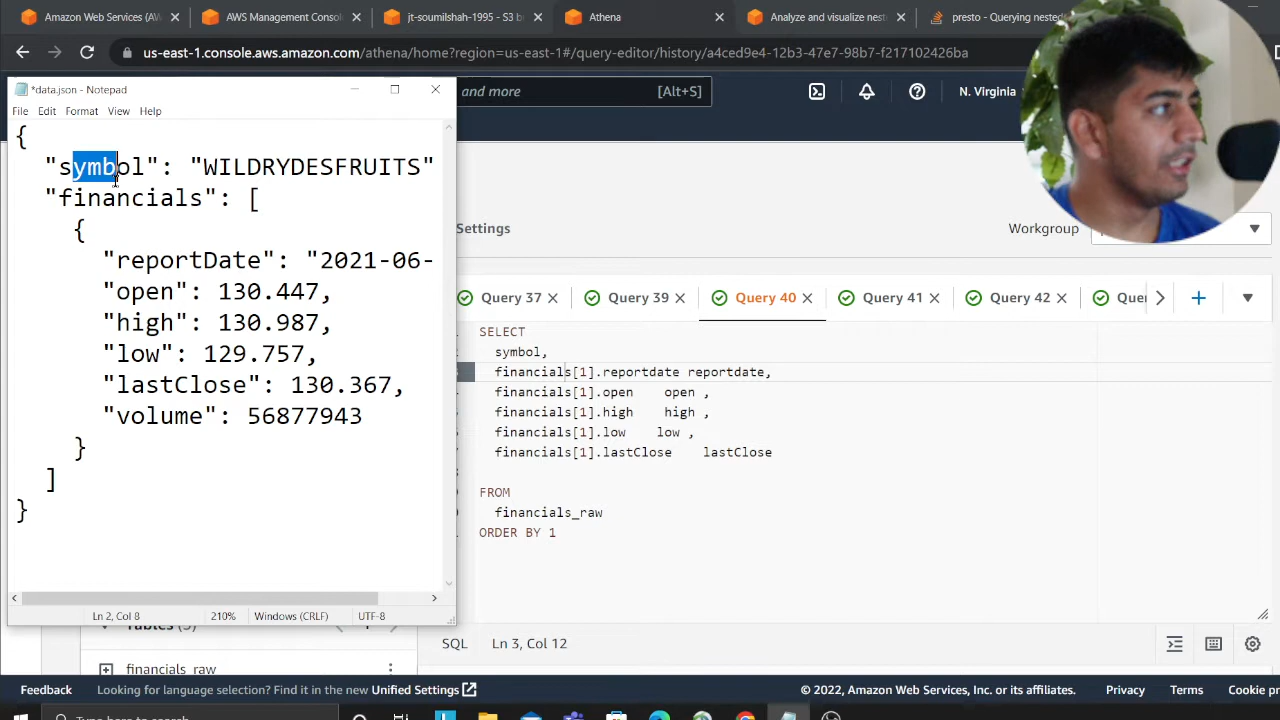 Amazon Web Services (AW
AWS Management Consol
jt-soumilshah-1995 - S3 b
Athena
Analyze and visualize nest
presto - Querying nested
us-east-1.console.aws.amazon.com/athena/home?region=us-east-1#/query-editor/history/a4ced9e4-12b3-47e7-98b7-f217102426ba
*data.json - Notepad
and more
[Alt+S]
N. Virginia
File Edit Format View Help
{
"symbol": "WILDRYDESFRUITS"
"financials": [
{
"reportDate": "2021-06-
"open": 130.447,
"high": 130.987,
"low": 129.757,
"lastClose": 130.367,
"volume": 56877943
}
]
}
Ln 2, Col 8
210%
Windows (CRLF)
UTF-8
Settings
Workgroup
Query 37
Query 39
Query 40
Query 41
Query 42
Que
SELECT
symbol,
financials[1].reportdate reportdate,
financials[1].open open ,
financials[1].high high ,
financials[1].low low ,
financials[1].lastClose lastClose
FROM
financials_raw
ORDER BY 1
SQL
Ln 3, Col 12
financials_raw
Feedback
Looking for language selection? Find it in the new Unified Settings
© 2022, Amazon Web Services, Inc. or its affiliates.
Privacy
Terms
Cookie pr